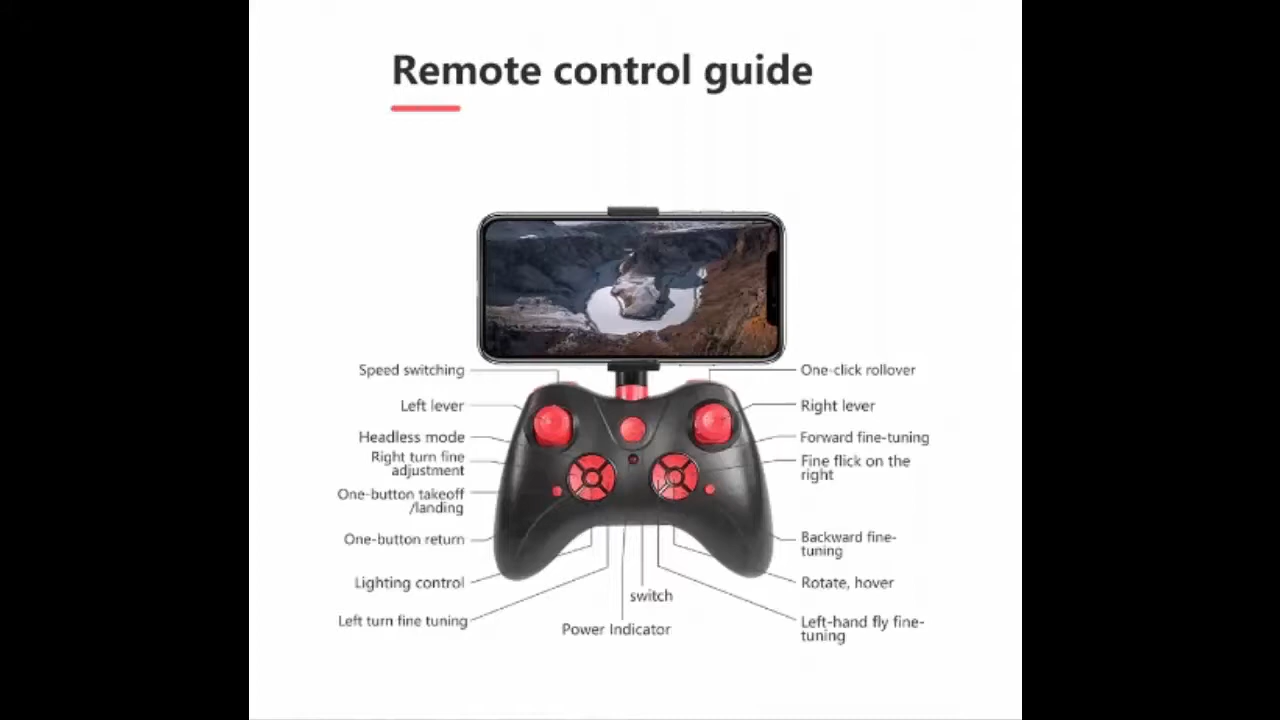 Remote control guide
Speed switching
Left lever
Headless mode
Right turn fine
adjustment
One-button takeoff
/landing
One-button return
Lighting control
Left turn fine tuning
One-click rollover
Right lever
Forward fine-tuning
Fine flick on the
right
Backward fine-
tuning
Rotate, hover
Left-hand fly fine-
tuning
switch
Power Indicator